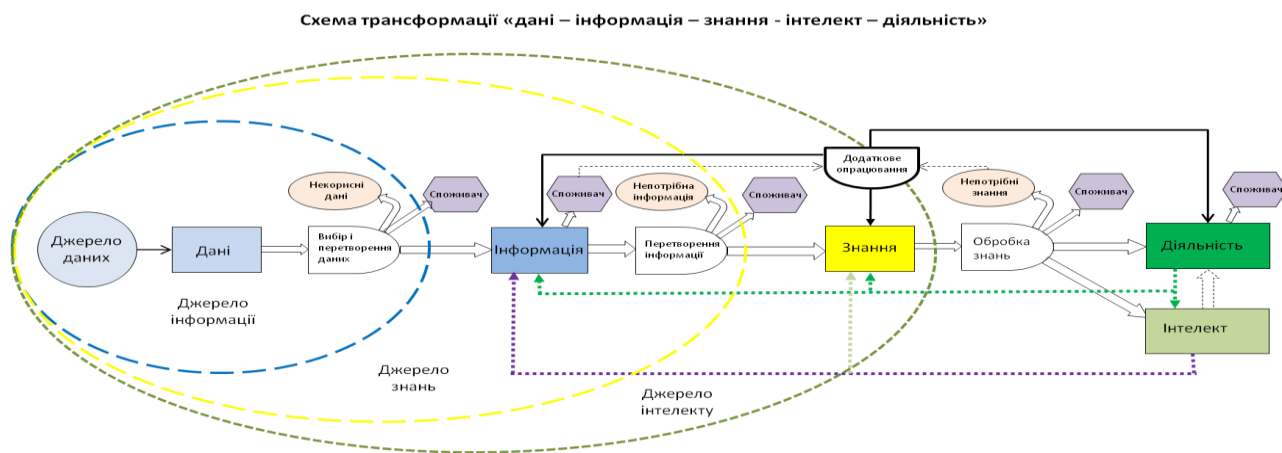 Схема трансформації «дані – інформація – знання - інтелект – діяльність»
Додаткове
опрацювання
Некорисні
дані
Споживач
Споживач
Непотрібна
інформація
Споживач
Непотрібні
знання
Споживач
Споживач
Джерело
даних
Дані
Вибір і
перетворення
даних
Інформація
Перетворення
інформації
Знання
Обробка
знань
Діяльність
Джерело
інформації
Інтелект
Джерело
знань
Джерело
інтелекту